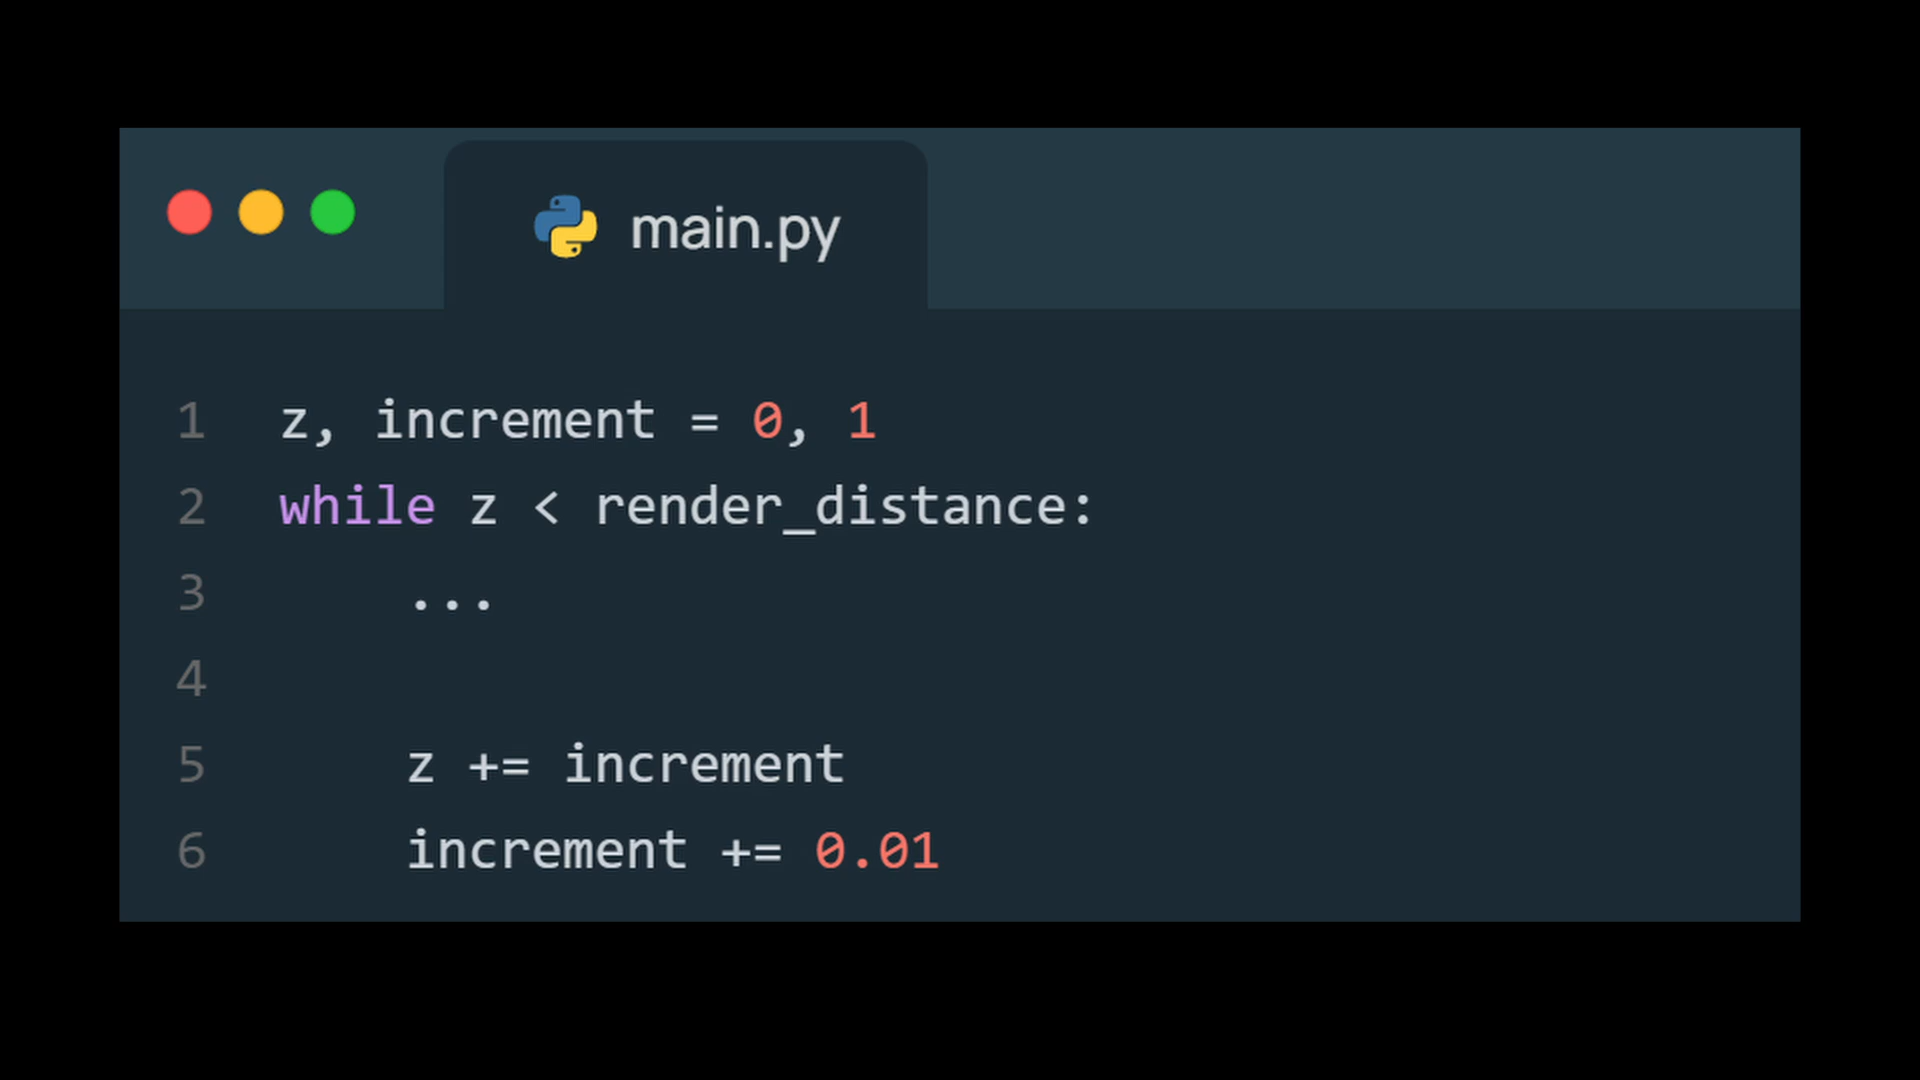 main.py
1 z, increment = 0, 1
2 while z < render_distance:
3     ...
4
5     z += increment
6     increment += 0.01